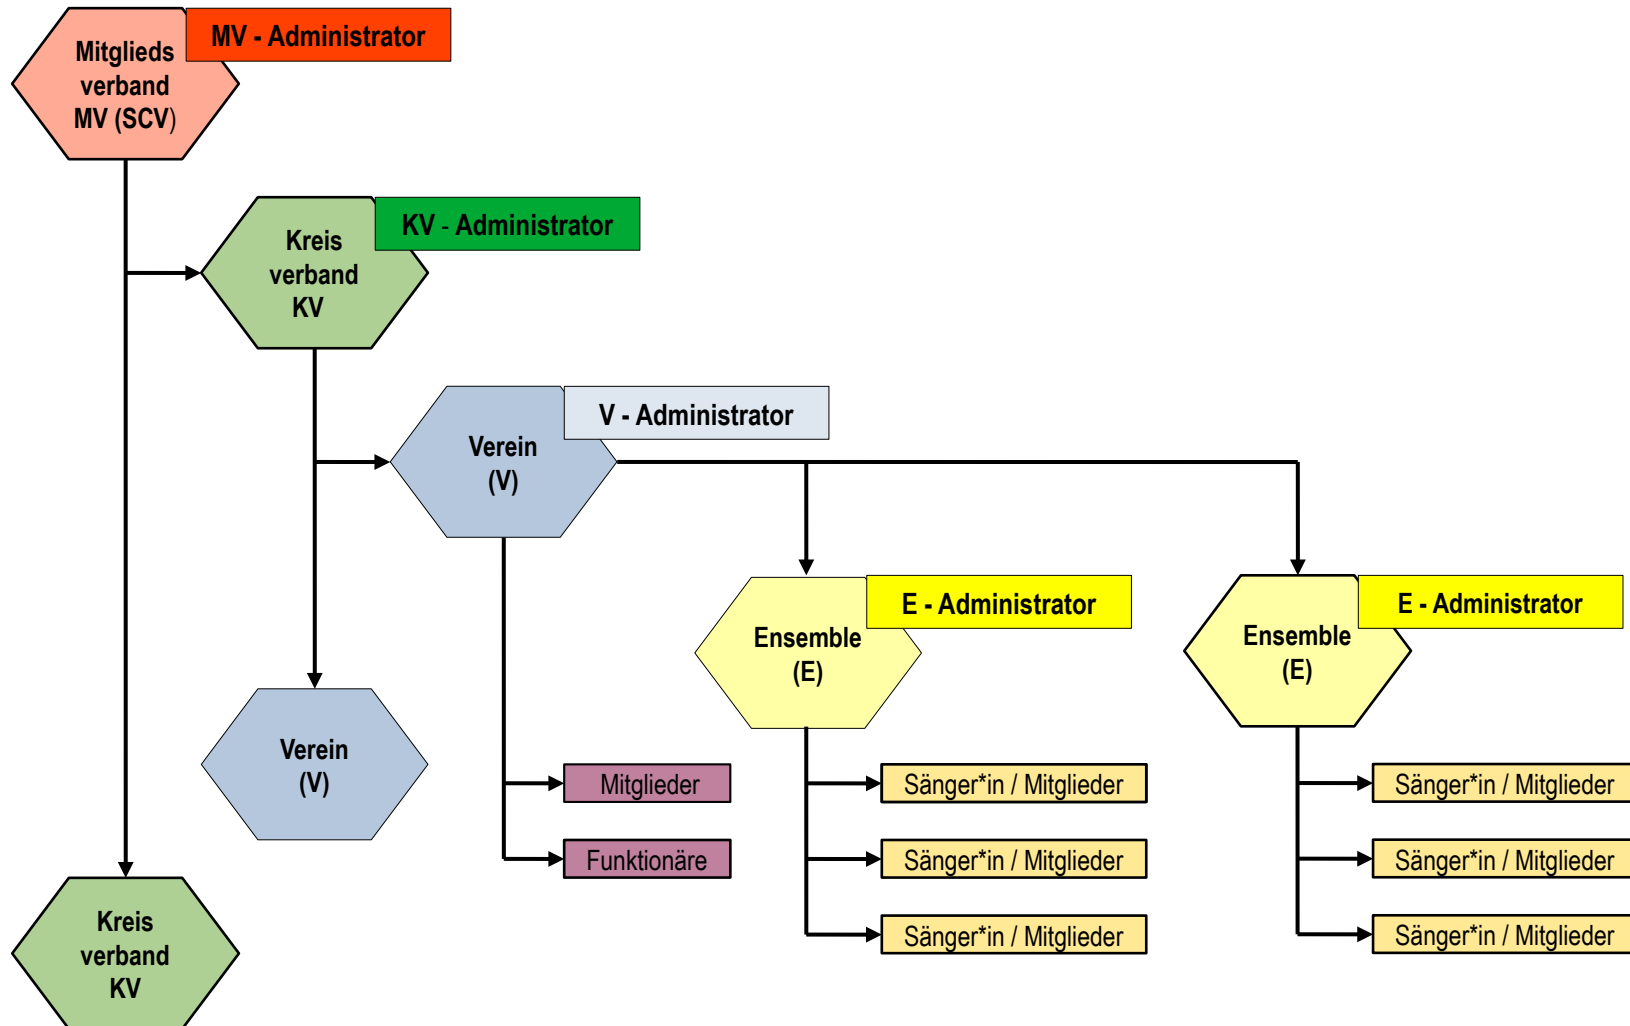 MV - Administrator
Mitglieds
verband
MV (SCV)
KV - Administrator
Kreis
verband
KV
V - Administrator
Verein
(V)
E - Administrator
Ensemble
(E)
E - Administrator
Ensemble
(E)
Verein
(V)
Mitglieder
Sänger*in / Mitglieder
Sänger*in / Mitglieder
Funktionäre
Sänger*in / Mitglieder
Sänger*in / Mitglieder
Sänger*in / Mitglieder
Sänger*in / Mitglieder
Kreis
verband
KV